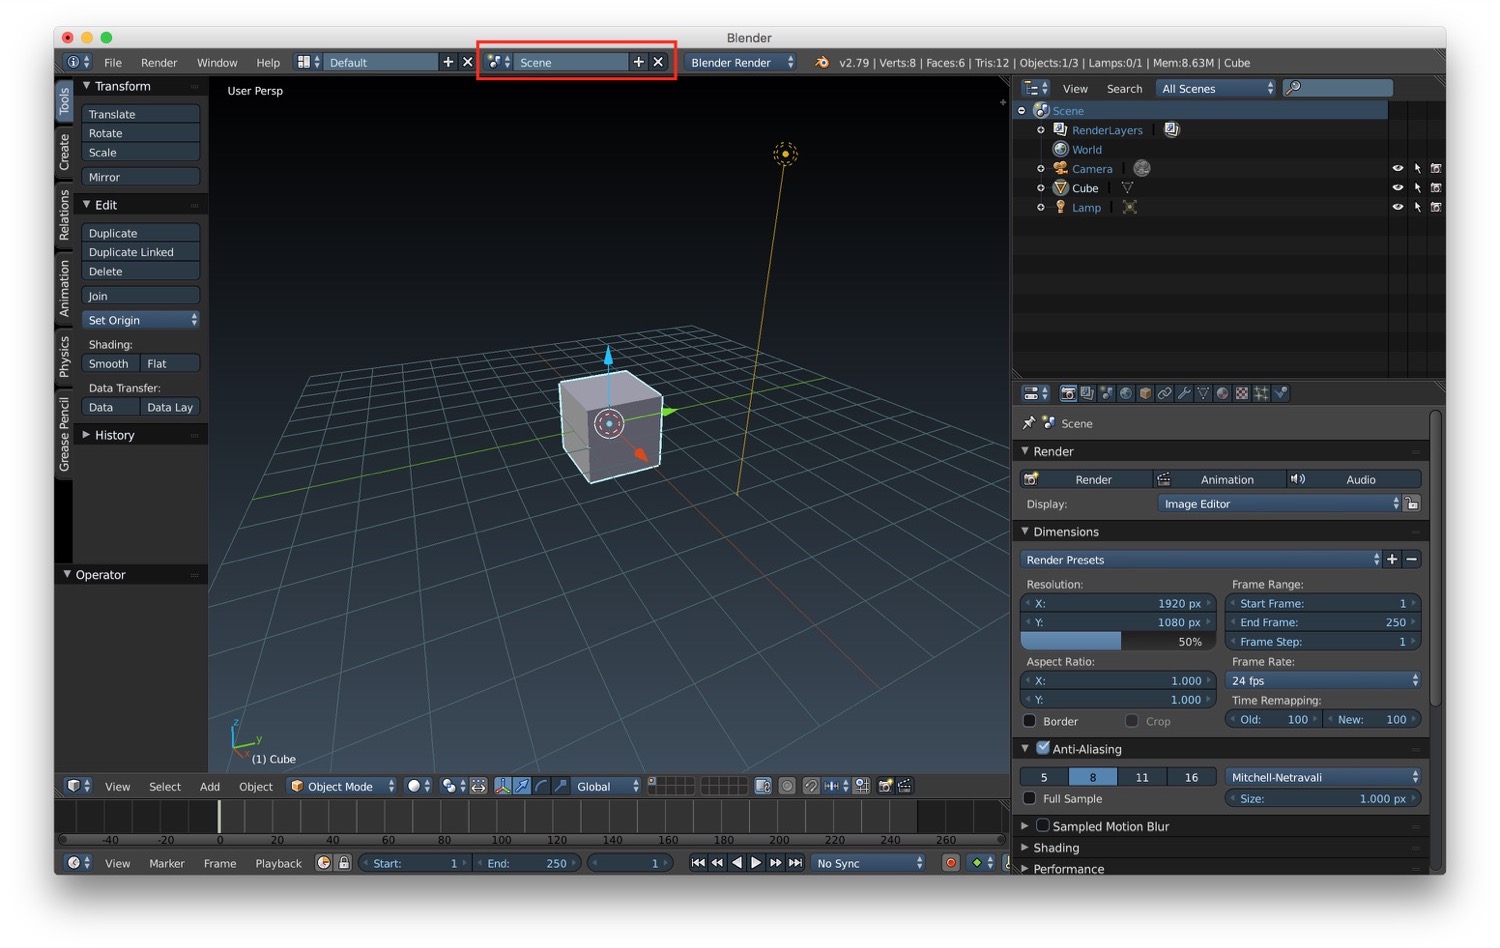 Blender
File Render Window Help Default Scene Blender Render v2.79 | Verts:8 | Faces:6 | Tris:12 | Objects:1/3 | Lamps:0/1 | Mem:8.63M | Cube
Tools
Create
Relations
Animation
Physics
Grease Pencil
Transform
Translate
Rotate
Scale
Mirror
Edit
Duplicate
Duplicate Linked
Delete
Join
Set Origin
Shading:
Smooth Flat
Data Transfer:
Data Data Lay
History
Operator
User Persp
z
y
x
(1) Cube
View Select Add Object Object Mode Global
-40 -20 0 20 40 60 80 100 120 140 160 180 200 220 240 260
View Marker Frame Playback Start: 1 End: 250 1 No Sync
View Search All Scenes
Scene
RenderLayers
World
Camera
Cube
Lamp
Scene
Render
Render Animation Audio
Display: Image Editor
Dimensions
Render Presets
Resolution: Frame Range:
X: 1920 px Start Frame: 1
Y: 1080 px End Frame: 250
50% Frame Step: 1
Aspect Ratio: Frame Rate:
X: 1.000 24 fps
Y: 1.000 Time Remapping:
Border Crop Old: 100 New: 100
Anti-Aliasing
5 8 11 16 Mitchell-Netravali
Full Sample Size: 1.000 px
Sampled Motion Blur
Shading
Performance